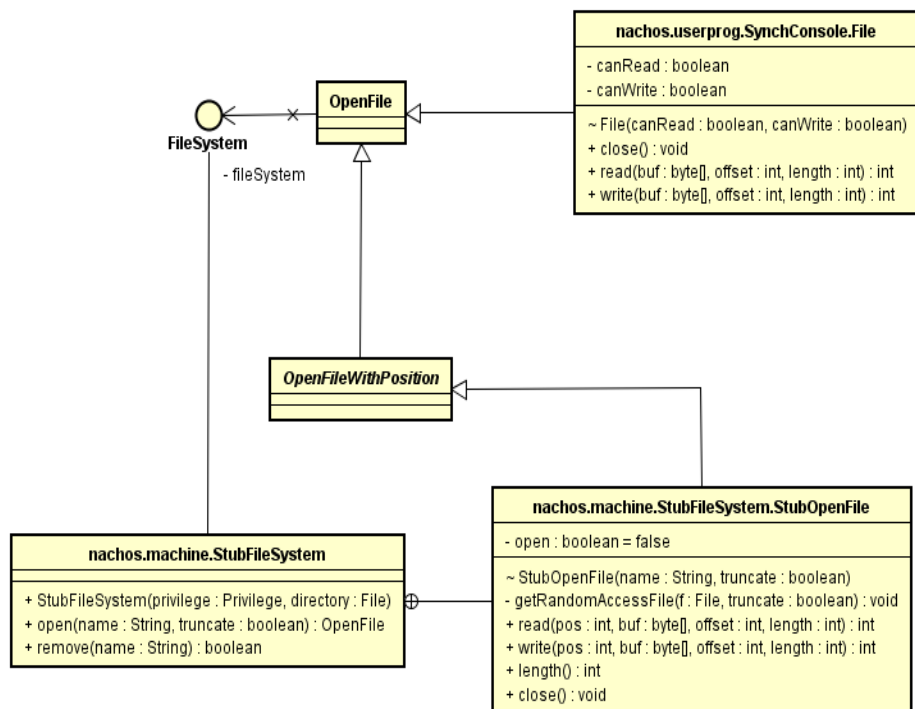 nachos.userprog.SynchConsole.File
- canRead : boolean
- canWrite : boolean
~ File(canRead : boolean, canWrite : boolean)
+ close() : void
+ read(buf : byte[], offset : int, length : int) : int
+ write(buf : byte[], offset : int, length : int) : int
OpenFile
FileSystem
- fileSystem
OpenFileWithPosition
nachos.machine.StubFileSystem
+ StubFileSystem(privilege : Privilege, directory : File)
+ open(name : String, truncate : boolean) : OpenFile
+ remove(name : String) : boolean
nachos.machine.StubFileSystem.StubOpenFile
- open : boolean = false
~ StubOpenFile(name : String, truncate : boolean)
- getRandomAccessFile(f : File, truncate : boolean) : void
+ read(pos : int, buf : byte[], offset : int, length : int) : int
+ write(pos : int, buf : byte[], offset : int, length : int) : int
+ length() : int
+ close() : void